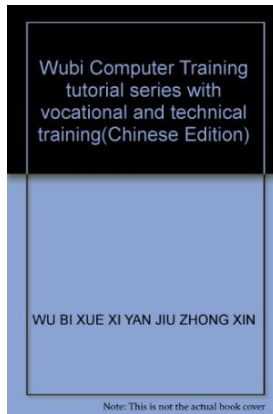 Wubi Computer Training
tutorial series with
vocational and technical
training(Chinese Edition)
WU BI XUE XI YAN JIU ZHONG XIN
Note: This is not the actual book cover